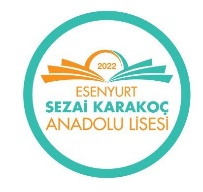 2022
ESENYURT
SEZAİ KARAKOÇ
ANADOLU LİSESİ